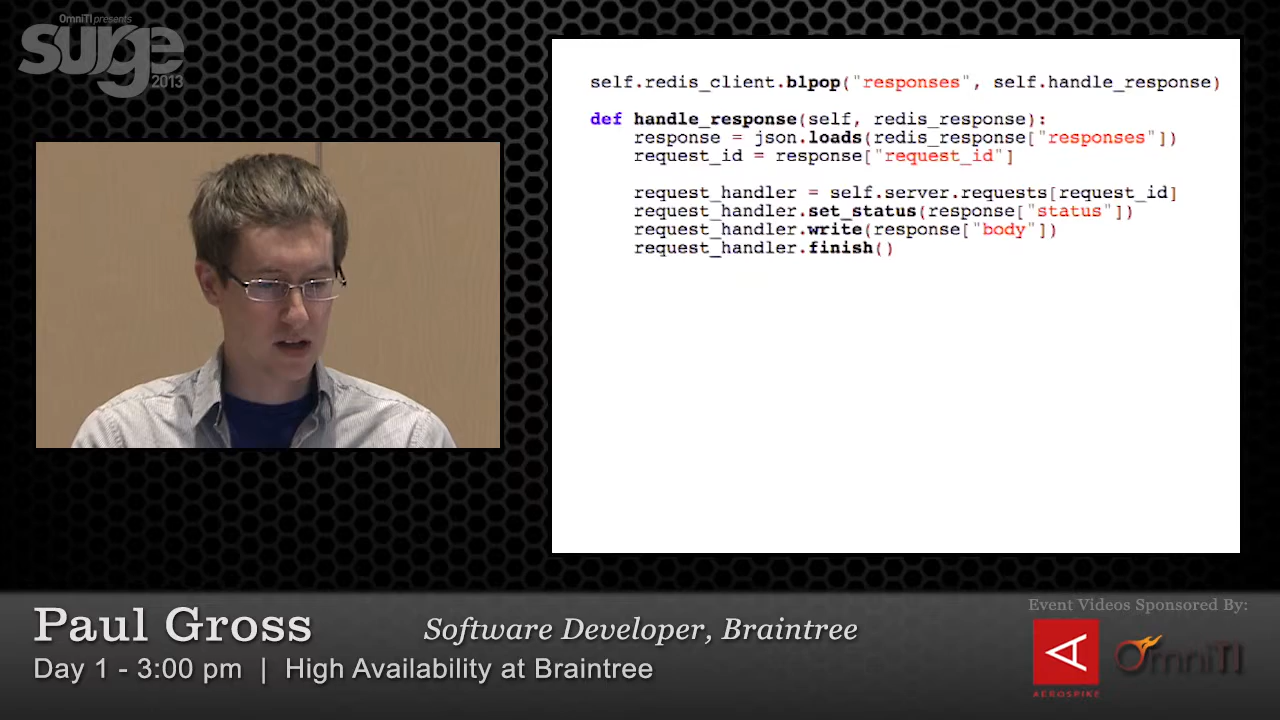 OmniTI presents
surge
2013
self.redis_client.blpop("responses", self.handle_response)
def handle_response(self, redis_response):
response = json.loads(redis_response["responses"])
request_id = response["request_id"]
request_handler = self.server.requests[request_id]
request_handler.set_status(response["status"])
request_handler.write(response["body"])
request_handler.finish()
Paul Gross
Software Developer, Braintree
Day 1 - 3:00 pm | High Availability at Braintree
Event Videos Sponsored By:
AEROSPIKE
OmniTI